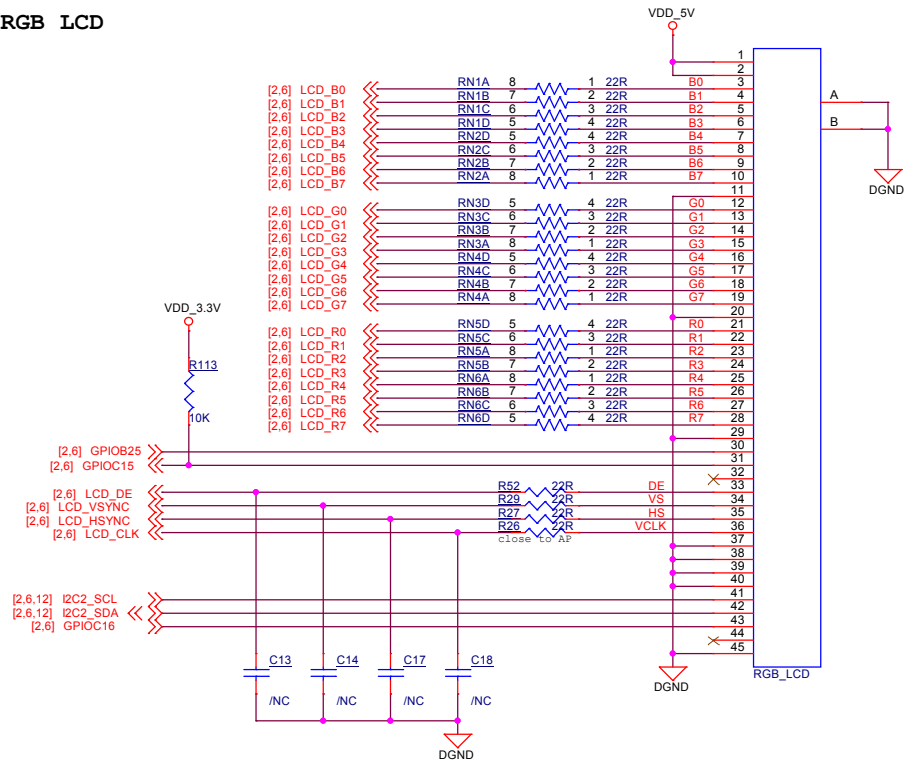 RGB LCD
VDD_5V
1
2
[2,6] LCD_B0 RN1A 8 1 22R B0 3
[2,6] LCD_B1 RN1B 7 2 22R B1 4
[2,6] LCD_B2 RN1C 6 3 22R B2 5
[2,6] LCD_B3 RN1D 5 4 22R B3 6
[2,6] LCD_B4 RN2D 5 4 22R B4 7
[2,6] LCD_B5 RN2C 6 3 22R B5 8
[2,6] LCD_B6 RN2B 7 2 22R B6 9
[2,6] LCD_B7 RN2A 8 1 22R B7 10
A
B
DGND
11
[2,6] LCD_G0 RN3D 5 4 22R G0 12
[2,6] LCD_G1 RN3C 6 3 22R G1 13
[2,6] LCD_G2 RN3B 7 2 22R G2 14
[2,6] LCD_G3 RN3A 8 1 22R G3 15
[2,6] LCD_G4 RN4D 5 4 22R G4 16
[2,6] LCD_G5 RN4C 6 3 22R G5 17
[2,6] LCD_G6 RN4B 7 2 22R G6 18
[2,6] LCD_G7 RN4A 8 1 22R G7 19
VDD_3.3V
20
[2,6] LCD_R0 RN5D 5 4 22R R0 21
[2,6] LCD_R1 RN5C 6 3 22R R1 22
[2,6] LCD_R2 RN5A 8 1 22R R2 23
[2,6] LCD_R3 RN5B 7 2 22R R3 24
[2,6] LCD_R4 RN6A 8 1 22R R4 25
[2,6] LCD_R5 RN6B 7 2 22R R5 26
[2,6] LCD_R6 RN6C 6 3 22R R6 27
[2,6] LCD_R7 RN6D 5 4 22R R7 28
R113
10K
29
[2,6] GPIOB25 30
[2,6] GPIOC15 31
32
[2,6] LCD_DE R52 22R DE 33
[2,6] LCD_VSYNC R29 22R VS 34
[2,6] LCD_HSYNC R27 22R HS 35
[2,6] LCD_CLK R26 22R VCLK 36
close to AP
37
38
39
40
[2,6,12] I2C2_SCL 41
[2,6,12] I2C2_SDA 42
[2,6] GPIOC16 43
44
45
RGB_LCD
DGND
C13 C14 C17 C18
/NC /NC /NC /NC
DGND